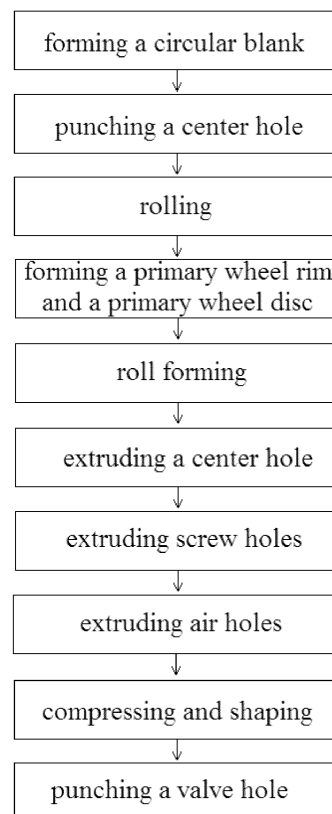 forming a circular blank
punching a center hole
rolling
forming a primary wheel rim
and a primary wheel disc
roll forming
extruding a center hole
extruding screw holes
extruding air holes
compressing and shaping
punching a valve hole